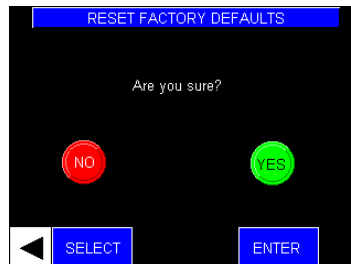 RESET FACTORY DEFAULTS
Are you sure?
NO
YES
SELECT
ENTER